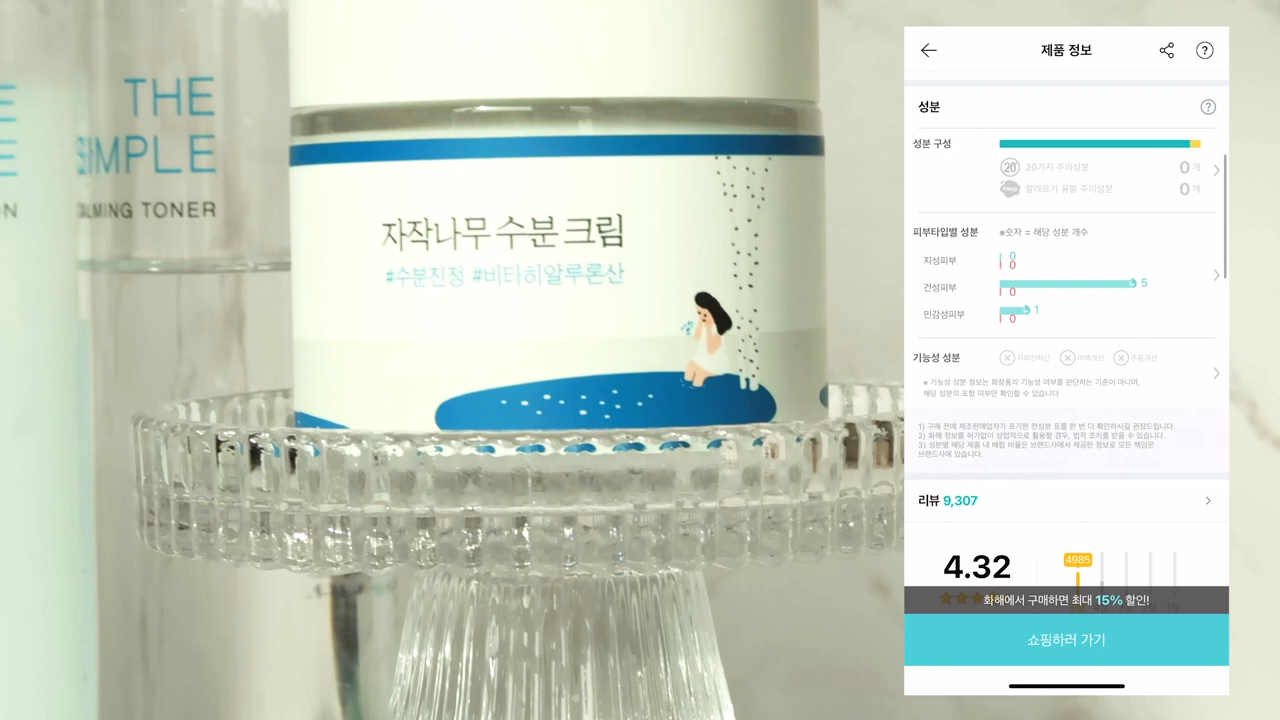 THE
SIMPLE
CALMING TONER
자작나무 수분 크림
#수분진정 #비타히알루론산
제품 정보
성분
성분 구성
20가지 주의성분 0 개
알레르기 유발 주의성분 0 개
피부타입별 성분 ※숫자 = 해당 성분 개수
지성피부 0
0
건성피부 5
0
민감성피부 1
0
기능성 성분 자외선차단 미백개선 주름개선
※ 기능성 성분 정보는 화장품의 기능성 여부를 판단하는 기준이 아니며,
해당 성분의 포함 여부만 확인할 수 있습니다
1) 구매 전에 제조판매업자가 표기한 전성분 표를 한 번 더 확인하시길 권장드립니다.
2) 화해 정보를 허가없이 상업적으로 활용할 경우, 법적 조치를 받을 수 있습니다.
3) 성분별 해당 제품 내 배합 비율은 브랜드사에서 제공한 정보로 모든 책임은
브랜드사에 있습니다.
리뷰 9,307
4985
4.32
화해에서 구매하면 최대 15% 할인!
쇼핑하러 가기